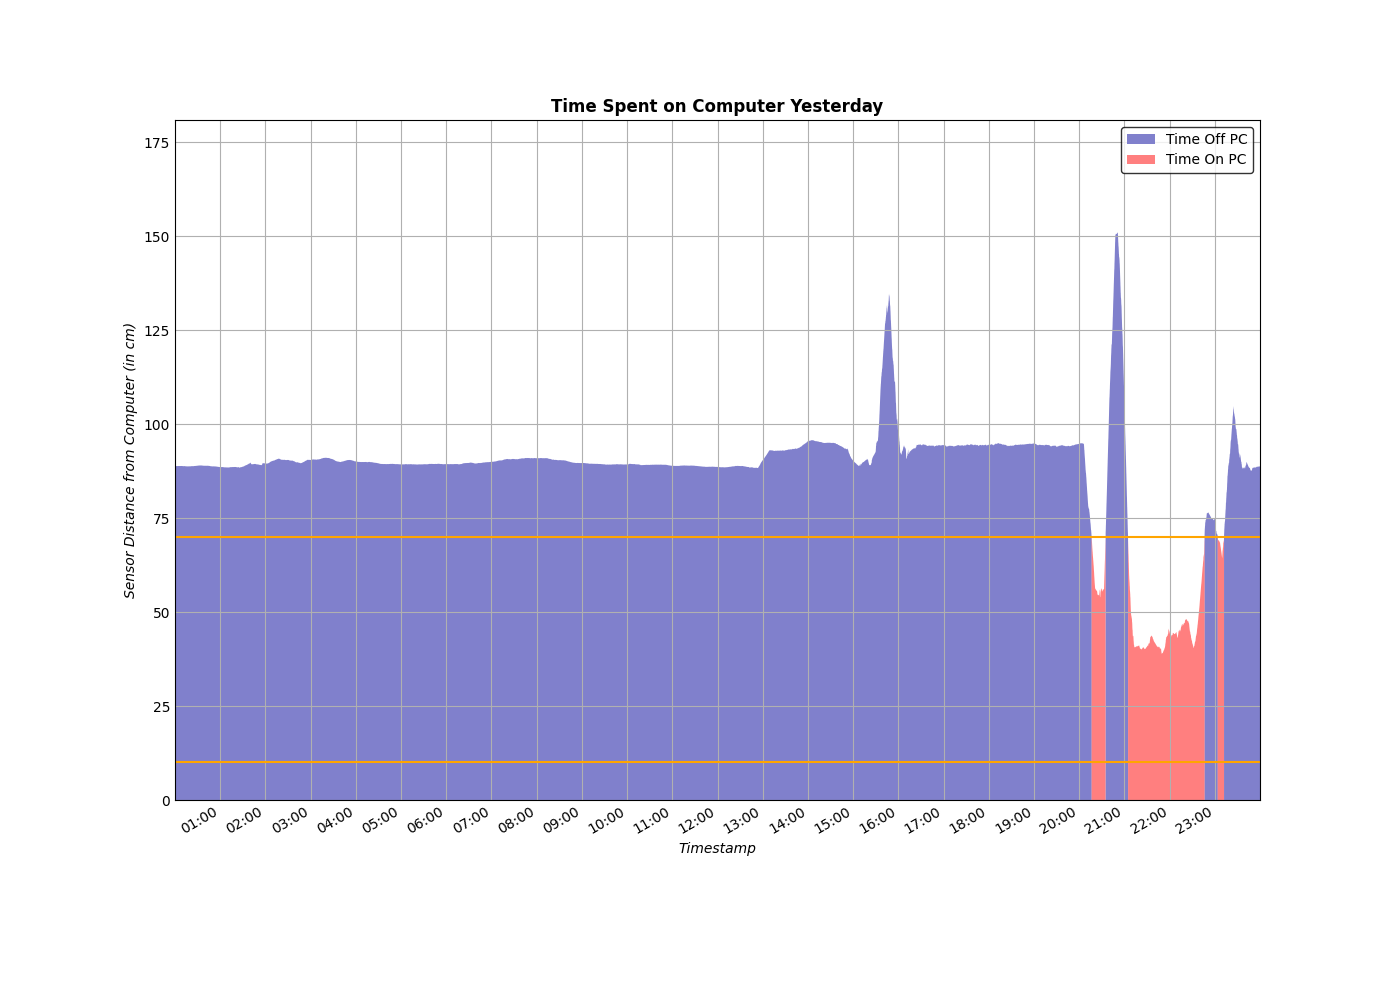 Time Spent on Computer Yesterday
Time Off PC
Time On PC
175
150
125
100
75
50
25
0
Sensor Distance from Computer (in cm)
01:00 02:00 03:00 04:00 05:00 06:00 07:00 08:00 09:00 10:00 11:00 12:00 13:00 14:00 15:00 16:00 17:00 18:00 19:00 20:00 21:00 22:00 23:00
Timestamp